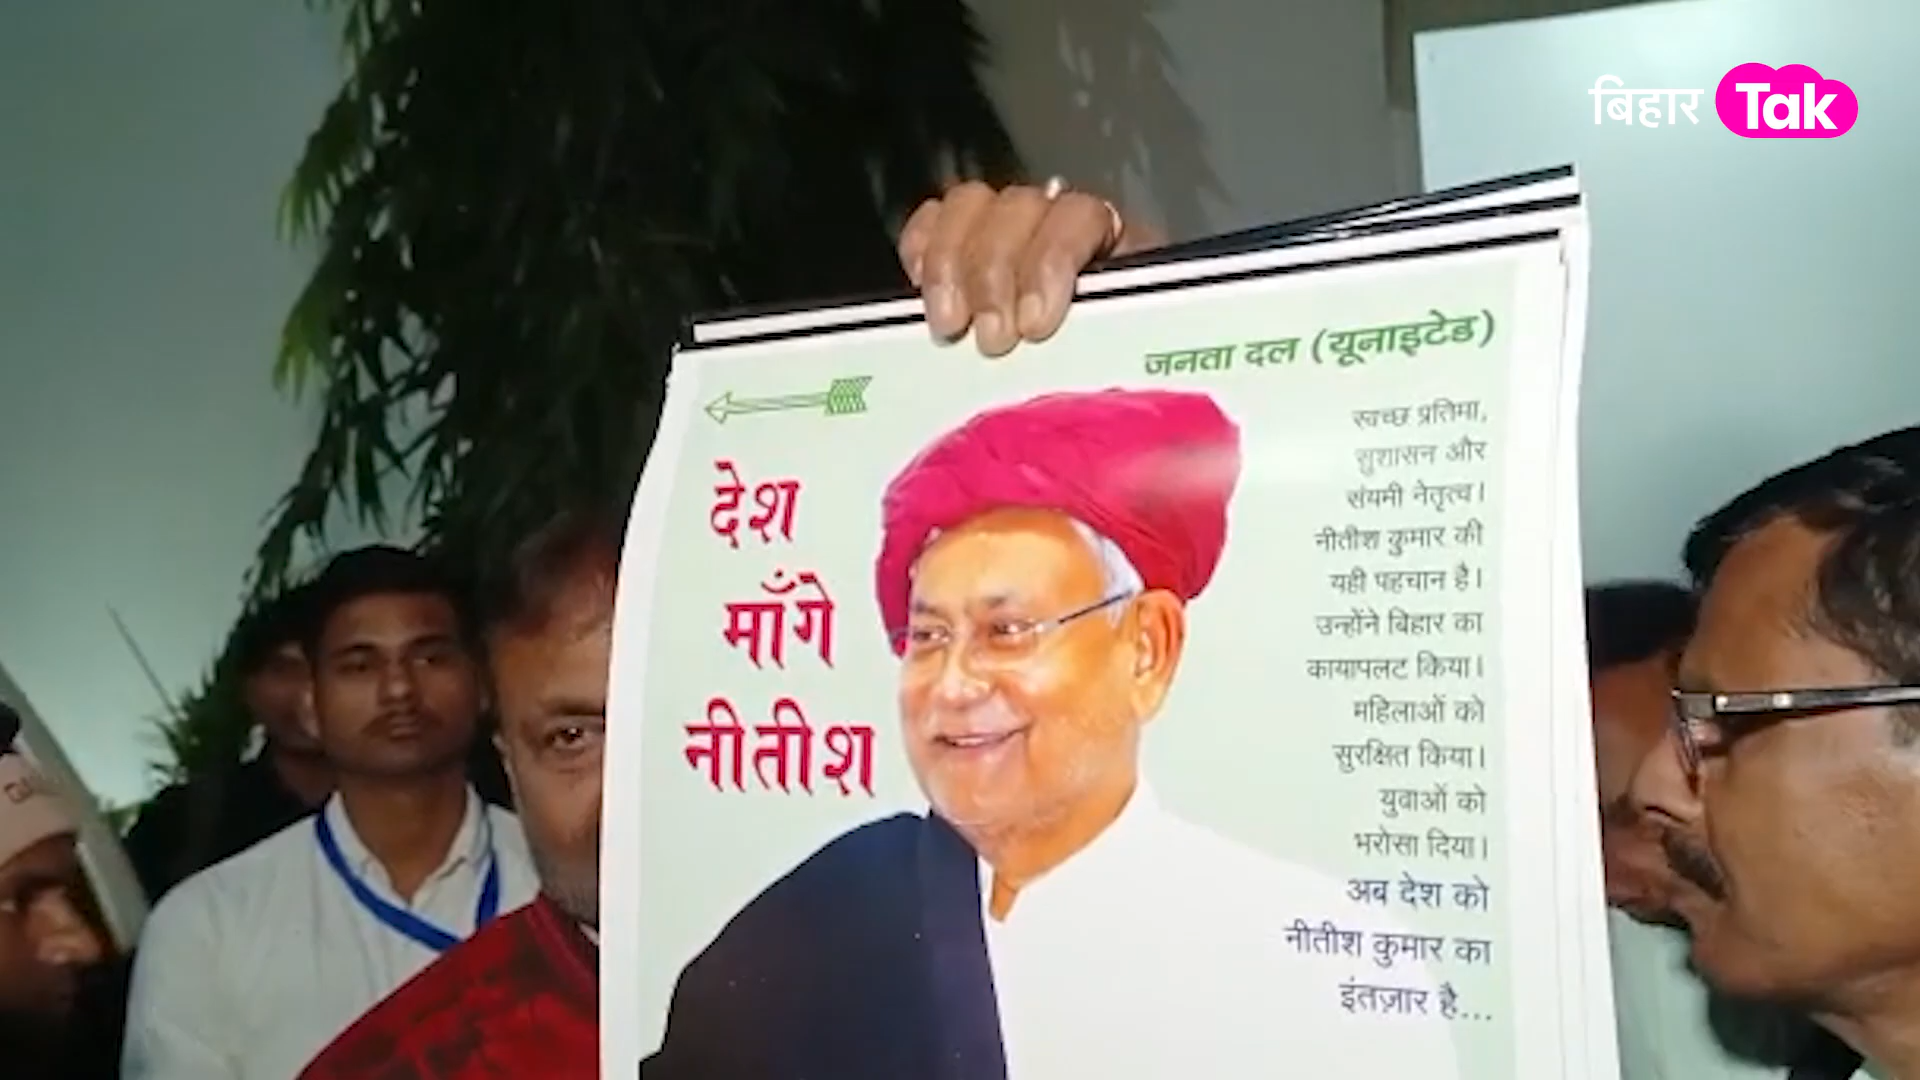 बिहार Tak
जनता दल (यूनाइटेड)
देश
माँगे
नीतीश
स्वच्छ प्रतिमा,
सुशासन और
संयमी नेतृत्व।
नीतीश कुमार की
यही पहचान है।
उन्होंने बिहार का
कायापलट किया।
महिलाओं को
सुरक्षित किया।
युवाओं को
भरोसा दिया।
अब देश को
नीतीश कुमार का
इंतज़ार है...